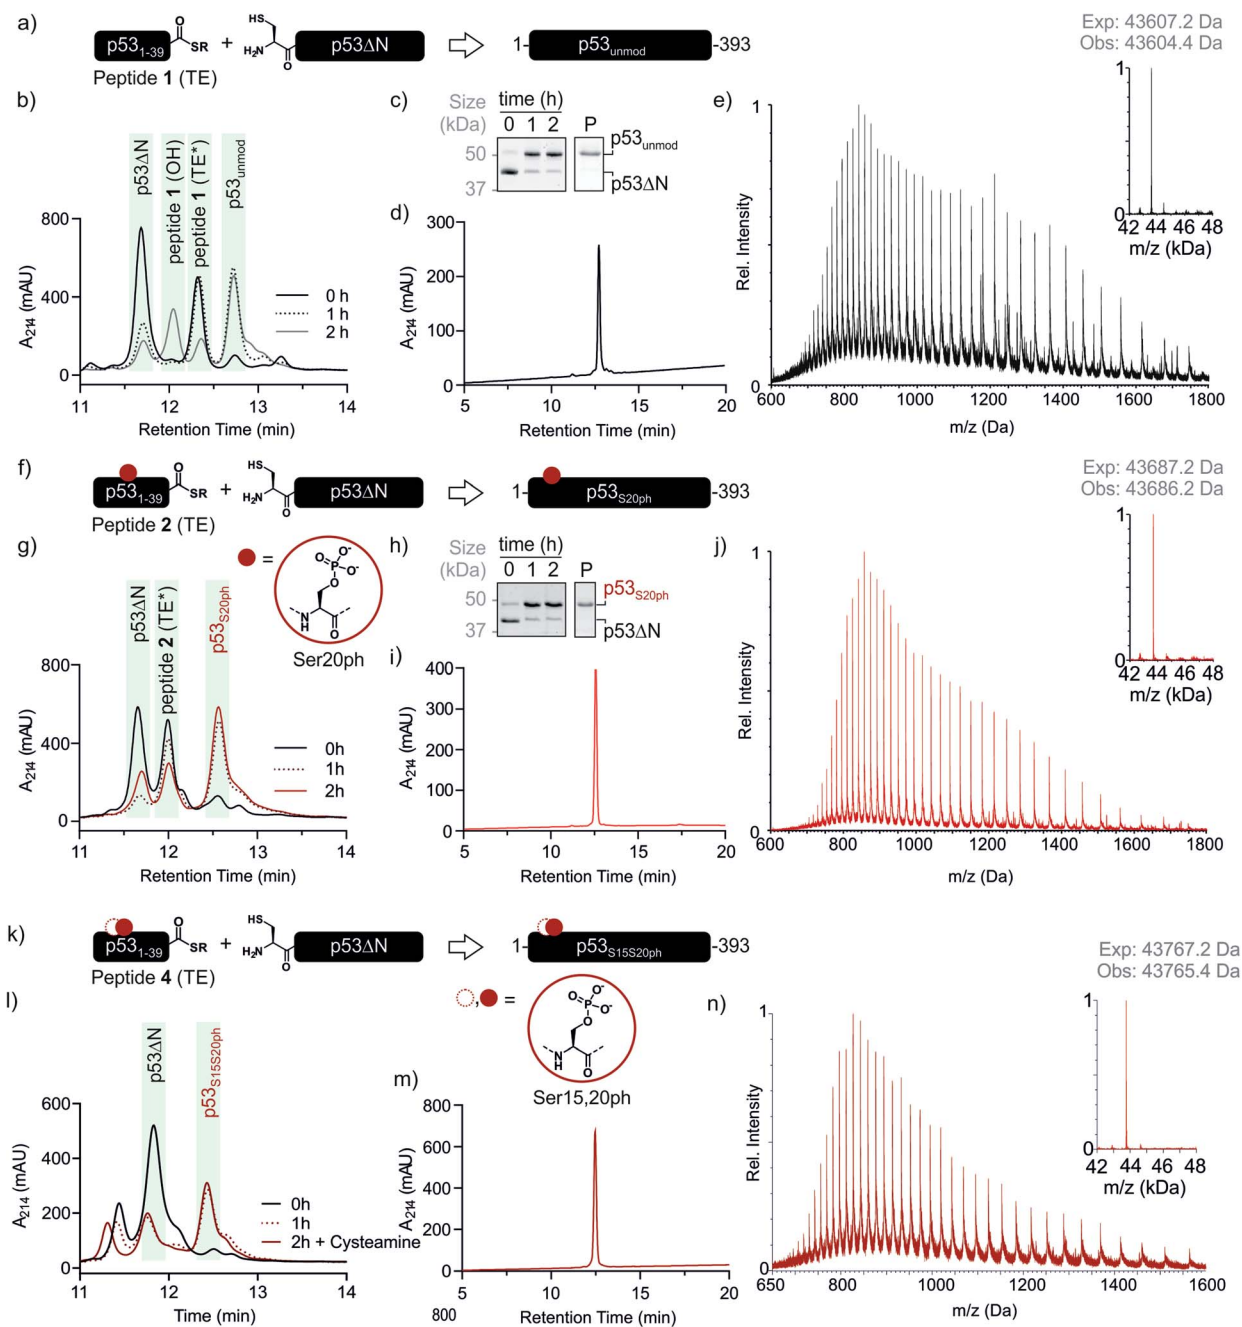 a)
p53₁₋₃₉
O
SR
+
HS
H₂N
O
p53ΔN
1-
p53unmod
-393
Peptide 1 (TE)
Exp: 43607.2 Da
Obs: 43604.4 Da
b)
p53ΔN
peptide 1 (OH)
peptide 1 (TE*)
p53unmod
800
400
0
A₂₁₄ (mAU)
0 h
1 h
2 h
11 12 13 14
Retention Time (min)
c)
Size (kDa)
time (h)
0 1 2
P
50
37
p53unmod
p53ΔN
d)
300
200
100
0
A₂₁₄ (mAU)
5 10 15 20
Retention Time (min)
e)
1
0
Rel. Intensity
600 800 1000 1200 1400 1600 1800
m/z (Da)
1
0
42 44 46 48
m/z (kDa)
f)
p53₁₋₃₉
O
SR
+
HS
H₂N
O
p53ΔN
1-
p53S20ph
-393
Peptide 2 (TE)
Exp: 43687.2 Da
Obs: 43686.2 Da
g)
p53ΔN
peptide 2 (TE*)
p53S20ph
800
400
0
A₂₁₄ (mAU)
0h
1h
2h
11 12 13 14
Retention Time (min)
=
O
P
O⁻
O⁻
O
N
H
O
Ser20ph
h)
Size (kDa)
time (h)
0 1 2
P
50
37
p53S20ph
p53ΔN
i)
400
300
200
100
0
A₂₁₄ (mAU)
5 10 15 20
Retention Time (min)
j)
1
0
Rel. Intensity
600 800 1000 1200 1400 1600 1800
m/z (Da)
1
0
42 44 46 48
m/z (kDa)
k)
p53₁₋₃₉
O
SR
+
HS
H₂N
O
p53ΔN
1-
p53S15S20ph
-393
Peptide 4 (TE)
Exp: 43767.2 Da
Obs: 43765.4 Da
l)
p53ΔN
p53S15S20ph
600
400
200
0
A₂₁₄ (mAU)
0h
1h
2h + Cysteamine
11 12 13 14
Time (min)
, =
O
P
O⁻
O⁻
O
N
H
O
Ser15,20ph
m)
800
600
400
200
0
A₂₁₄ (mAU)
5 10 15 20
800
Retention Time (min)
n)
1
0
Rel. Intensity
650 800 1000 1200 1400 1600
m/z (Da)
1
0
42 44 46 48
m/z (kDa)